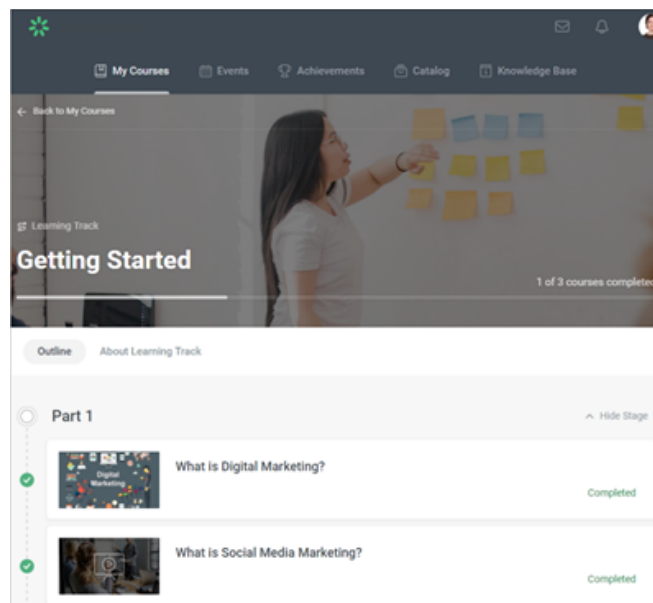 My Courses Events Achievements Catalog Knowledge Base
← Back to My Courses
Learning Track
Getting Started
1 of 3 courses completed
Outline About Learning Track
Part 1 Hide Stage
Digital
Marketing
What is Digital Marketing?
Completed
What is Social Media Marketing?
Completed